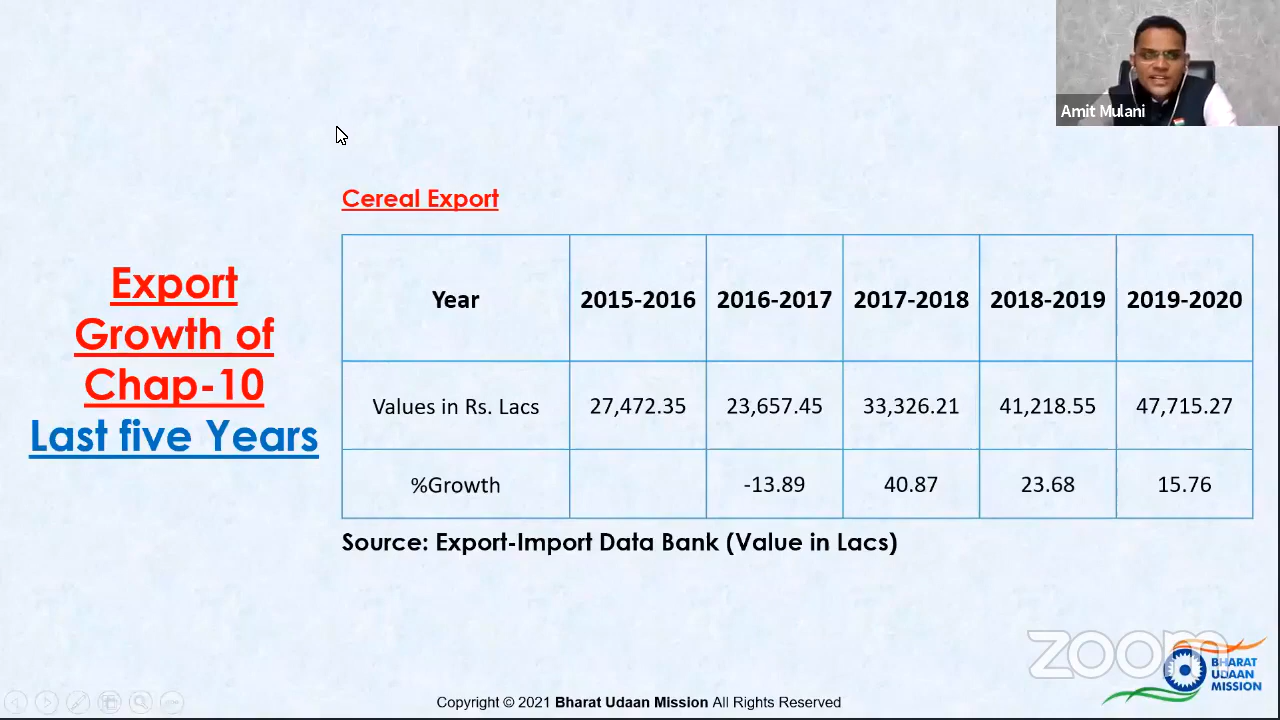 Amit Mulani
Cereal Export
Export
Growth of
Chap-10
Last five Years
Year 2015-2016 2016-2017 2017-2018 2018-2019 2019-2020
Values in Rs. Lacs 27,472.35 23,657.45 33,326.21 41,218.55 47,715.27
%Growth -13.89 40.87 23.68 15.76
Source: Export-Import Data Bank (Value in Lacs)
zoom
BHARAT
UDAAN
MISSION
Copyright © 2021 Bharat Udaan Mission All Rights Reserved